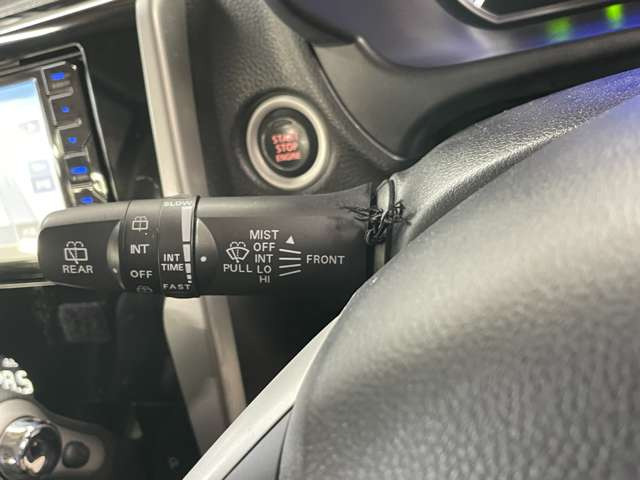 START
STOP
ENGINE
SLOW
INT
OFF
REAR
INT
TIME
FAST
PULL
MIST
OFF
INT
LO
HI
FRONT